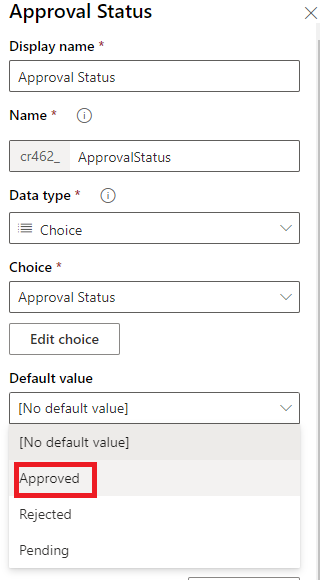 Approval Status
Display name *
Approval Status
Name *
cr462_ ApprovalStatus
Data type *
Choice
Choice *
Approval Status
Edit choice
Default value
[No default value]
[No default value]
Approved
Rejected
Pending